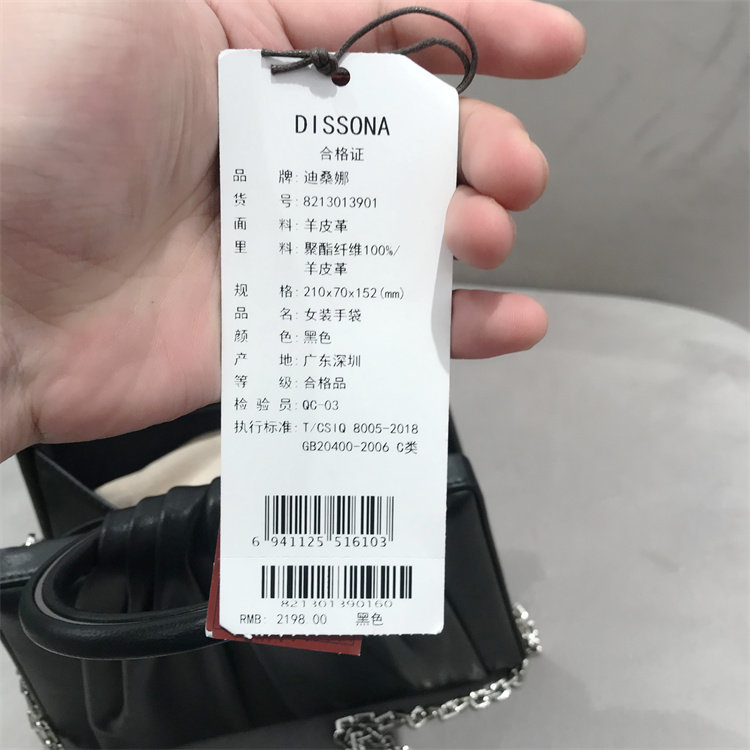 DISSONA
合格证
品 牌: 迪桑娜
货 号: 8213013901
面 料: 羊皮革
里 料: 聚酯纤维100%/
羊皮革
规 格: 210x70x152(mm)
品 名: 女装手袋
颜 色: 黑色
产 地: 广东深圳
等 级: 合格品
检 验 员: QC-03
执行标准: T/CSIQ 8005-2018
GB20400-2006 C类
6 941125 516103
821301390160
RMB: 2198.00 黑色